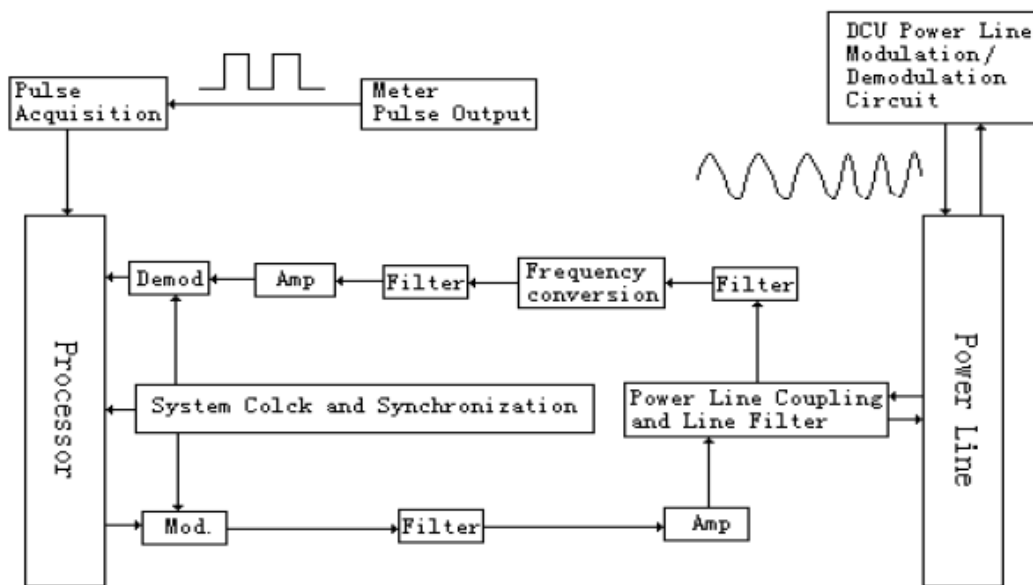 DCU Power Line
Modulation/
Demodulation
Circuit
Pulse
Acquisition
Meter
Pulse Output
Demod
Amp
Filter
Frequency
conversion
Filter
Processor
System Colck and Synchronization
Power Line Coupling
and Line Filter
Power Line
Mod.
Filter
Amp